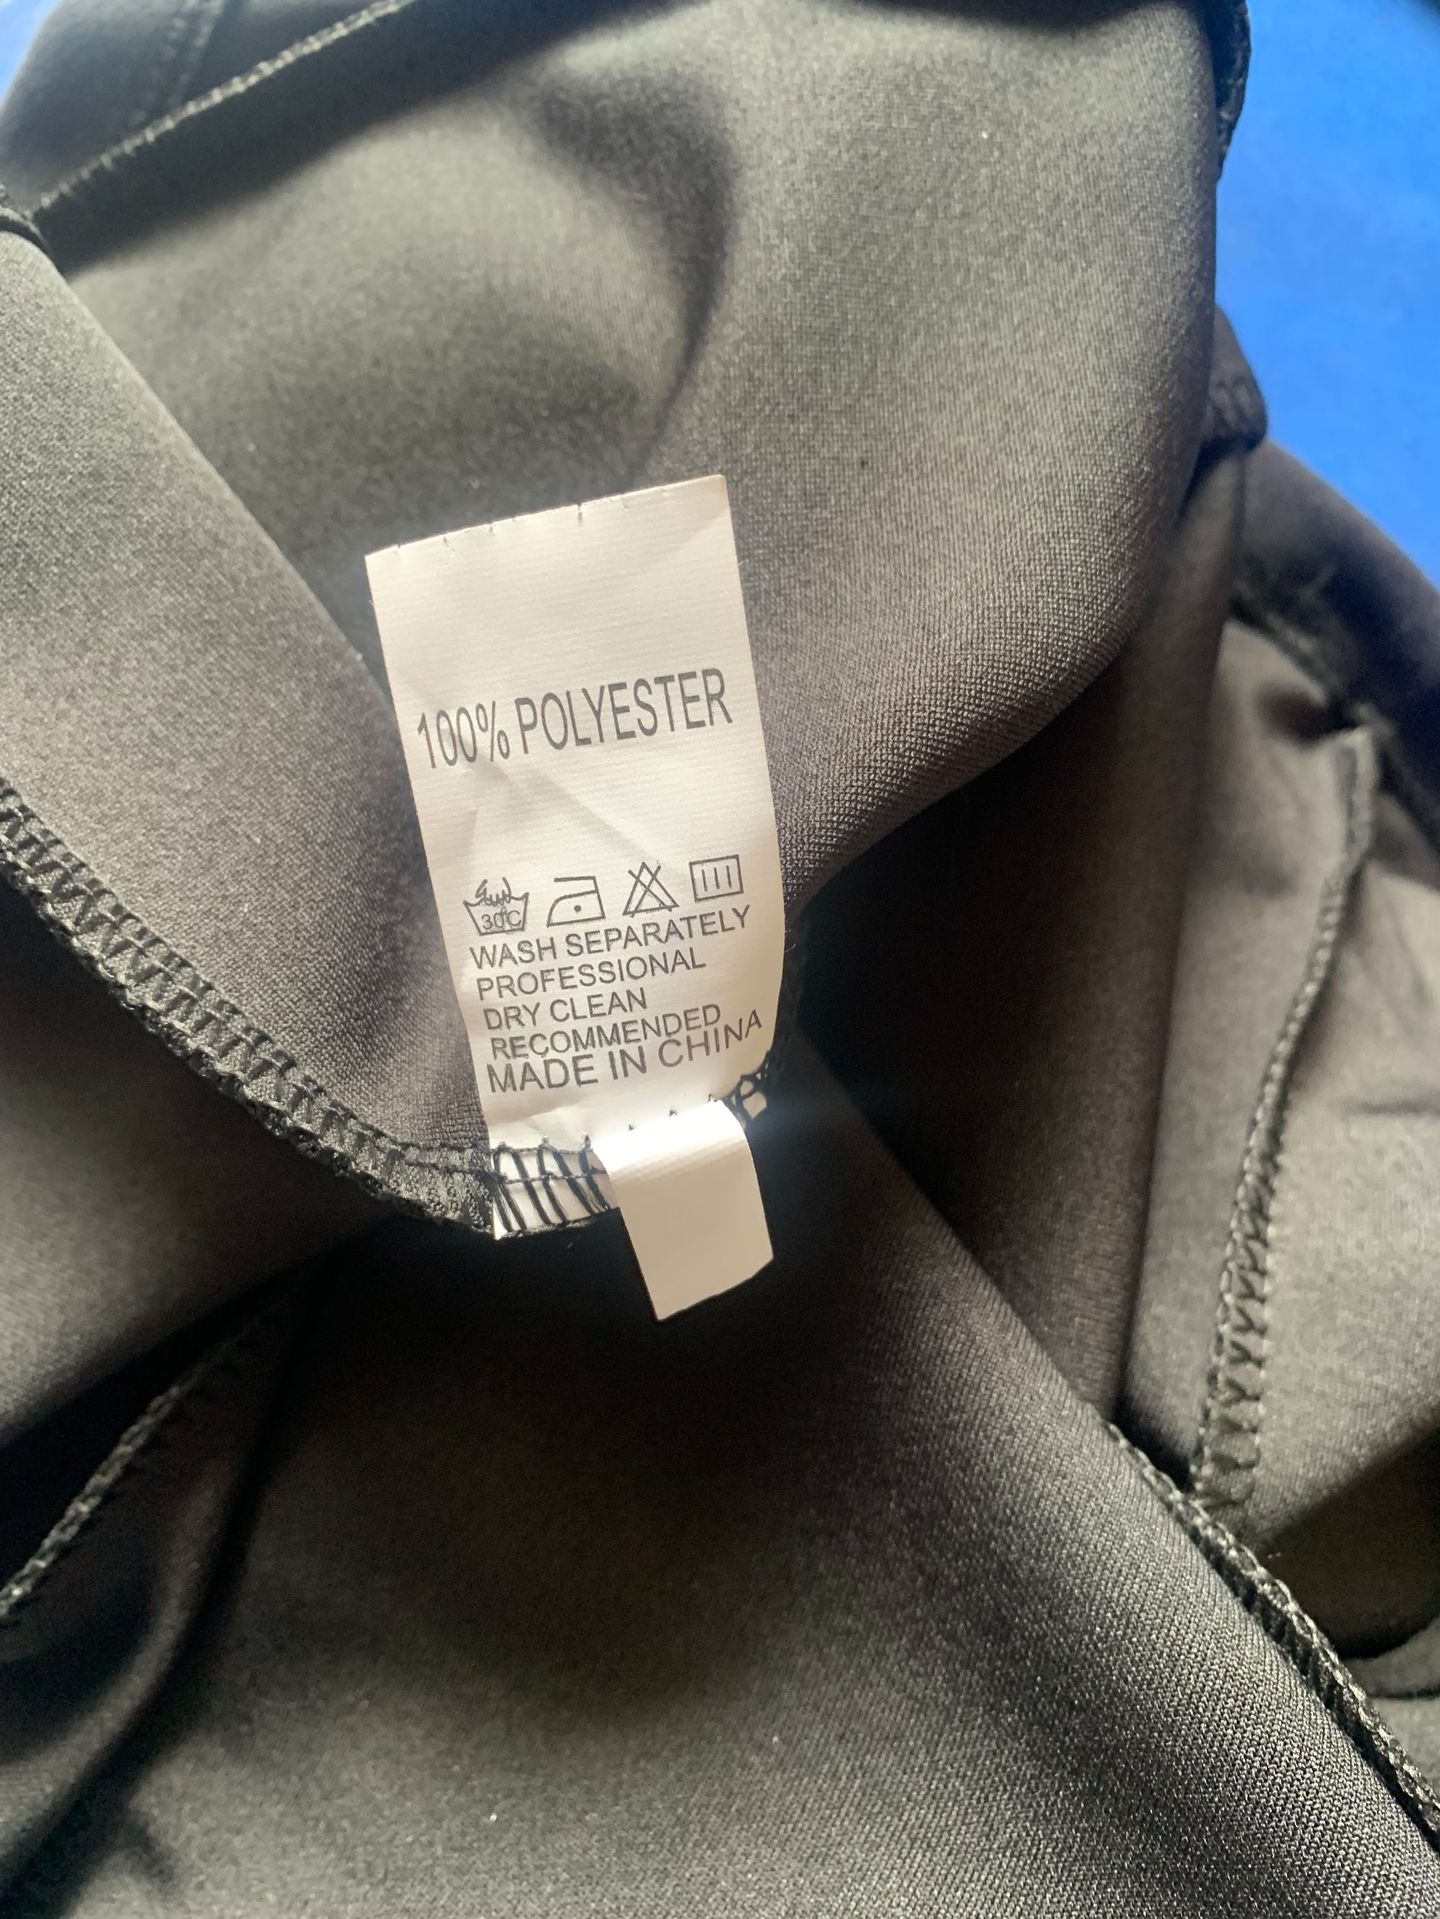 100% POLYESTER
30°C
WASH SEPARATELY
PROFESSIONAL
DRY CLEAN
RECOMMENDED
MADE IN CHINA